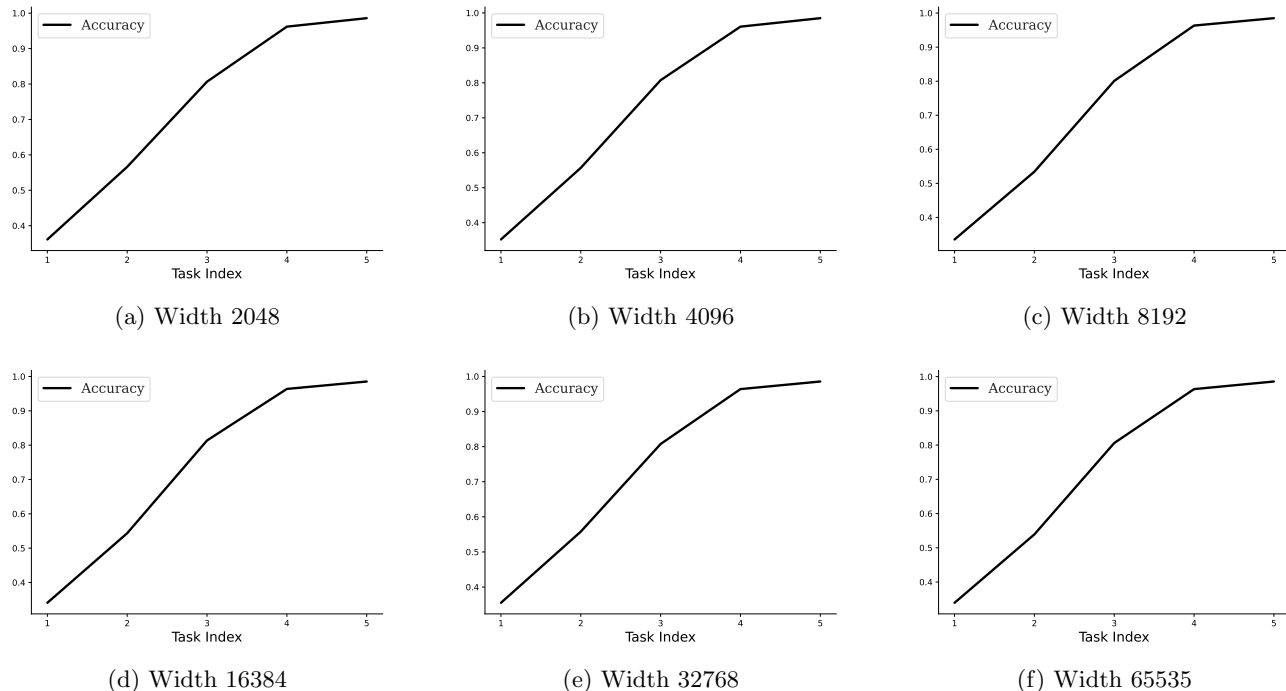 1.0
0.9
0.8
0.7
0.6
0.5
0.4
Accuracy
1 2 3 4 5
Task Index
(a) Width 2048
1.0
0.9
0.8
0.7
0.6
0.5
0.4
Accuracy
1 2 3 4 5
Task Index
(b) Width 4096
1.0
0.9
0.8
0.7
0.6
0.5
0.4
Accuracy
1 2 3 4 5
Task Index
(c) Width 8192
1.0
0.9
0.8
0.7
0.6
0.5
0.4
Accuracy
1 2 3 4 5
Task Index
(d) Width 16384
1.0
0.9
0.8
0.7
0.6
0.5
0.4
Accuracy
1 2 3 4 5
Task Index
(e) Width 32768
1.0
0.9
0.8
0.7
0.6
0.5
0.4
Accuracy
1 2 3 4 5
Task Index
(f) Width 65535